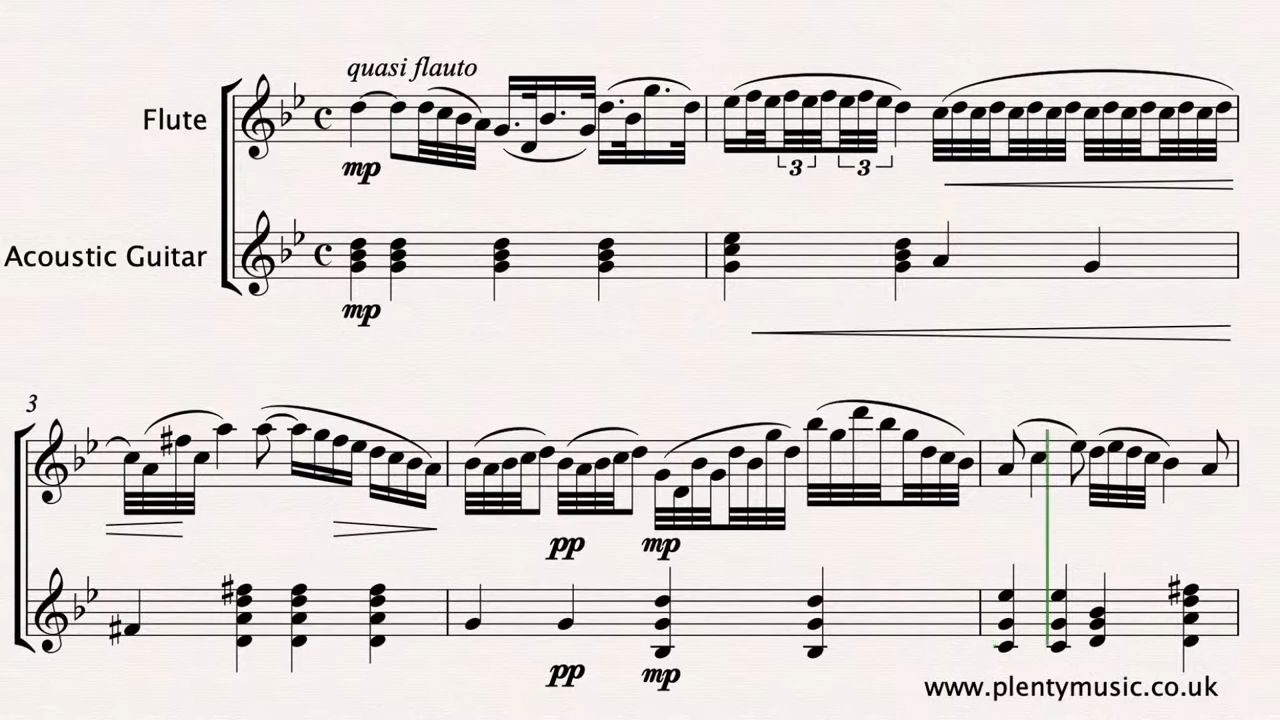 quasi flauto
Flute
mp
3 3
Acoustic Guitar
mp
3
pp mp
pp mp
www.plentymusic.co.uk